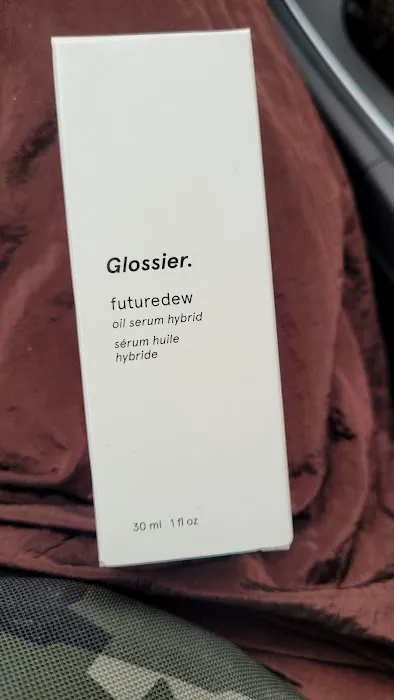 Glossier.
futuredew
oil serum hybrid
sérum huile
hybride
30 ml 1 fl oz